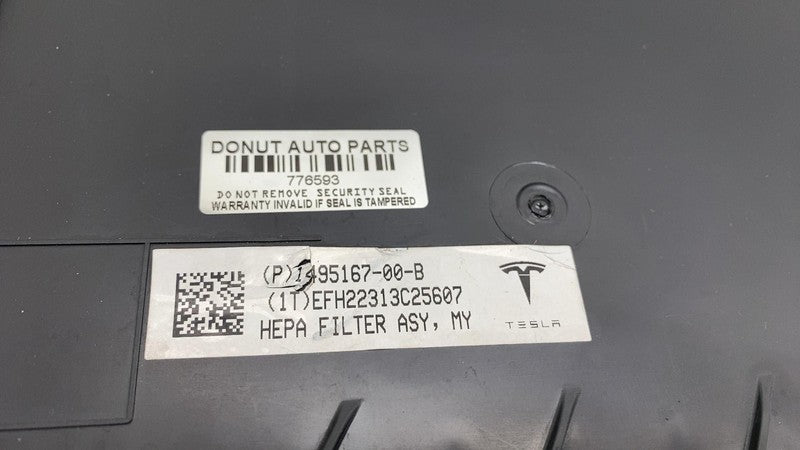 DONUT AUTO PARTS
776593
DO NOT REMOVE SECURITY SEAL
WARRANTY INVALID IF SEAL IS TAMPERED
(P)1495167-00-B
(1T)EFH22313C25607
HEPA FILTER ASY, MY
TESLA